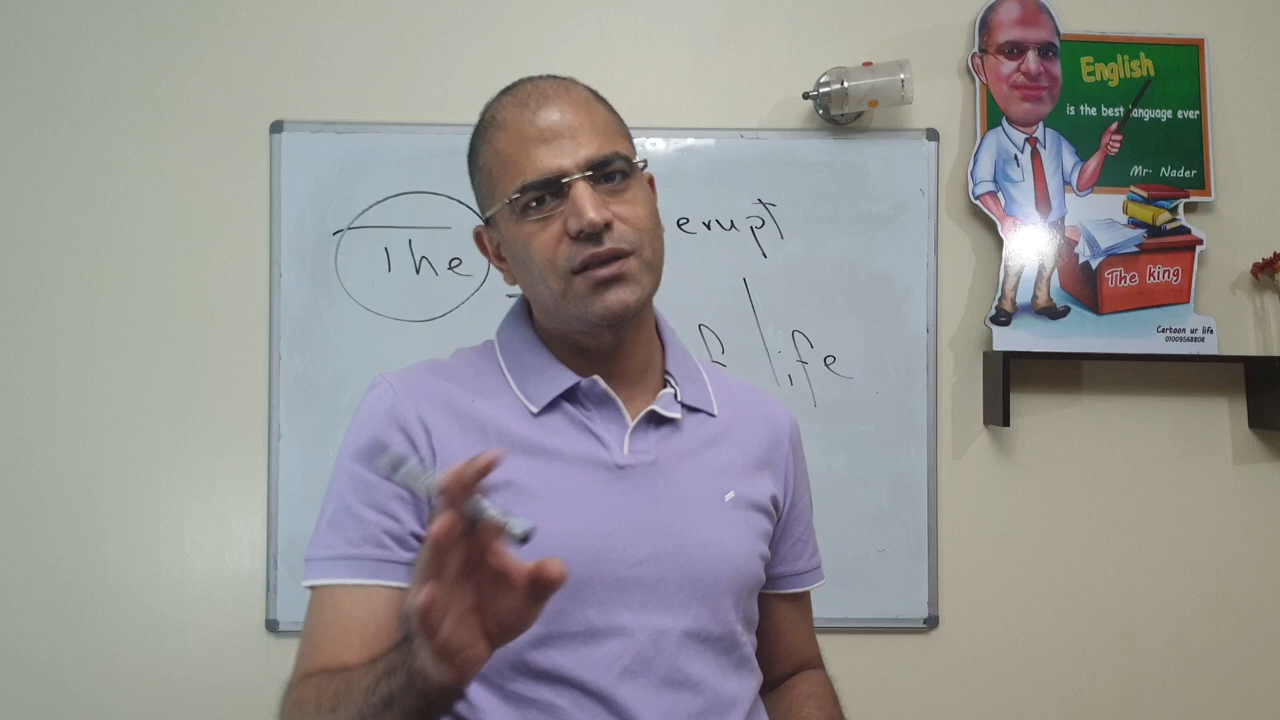 The erupt
life
English
is the best language ever
Mr. Nader
The king
Cartoon ur life
01009568808